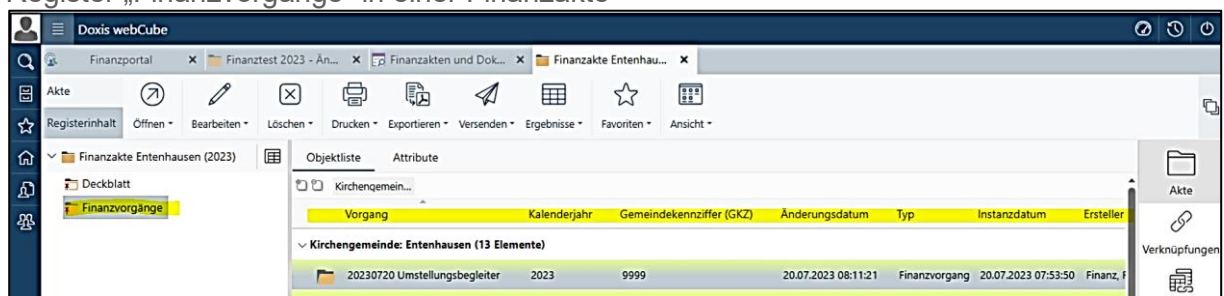 Register „Finanzvorgänge“ in einer Finanzakte
Doxis webCube
Finanzportal
Finanztest 2023 - Än...
Finanzakten und Dok...
Finanzakte Entenhau...
Akte
Registerinhalt Öffnen Bearbeiten Löschen Drucken Exportieren Versenden Ergebnisse Favoriten Ansicht
Finanzakte Entenhausen (2023)
Deckblatt
Finanzvorgänge
Objektliste Attribute
Kirchengemein...
Vorgang Kalenderjahr Gemeindekennziffer (GKZ) Änderungsdatum Typ Instanzdatum Ersteller
Kirchengemeinde: Entenhausen (13 Elemente)
20230720 Umstellungsbegleiter 2023 9999 20.07.2023 08:11:21 Finanzvorgang 20.07.2023 07:53:50 Finanz, F
Akte
Verknüpfungen